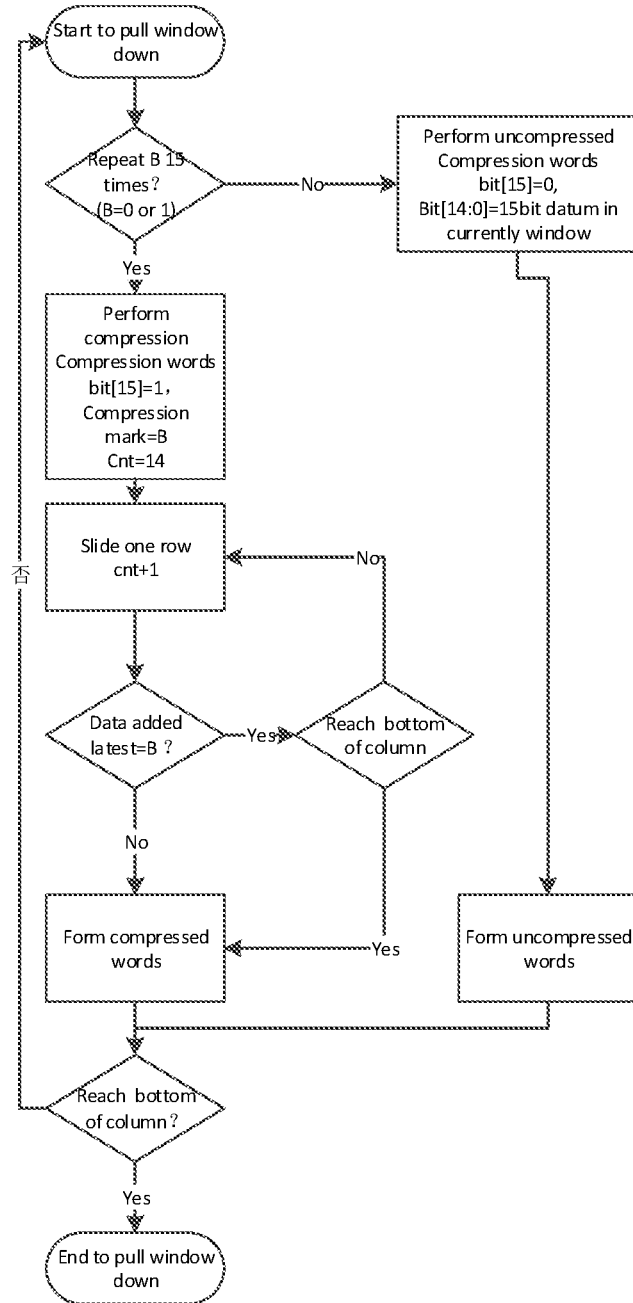 Start to pull window
down
Repeat B 15
times？
(B=0 or 1)
No
Perform uncompressed
Compression words
bit[15]=0,
Bit[14:0]=15bit datum in
currently window
Yes
Perform
compression
Compression words
bit[15]=1，
Compression
mark=B
Cnt=14
Slide one row
cnt+1
No
否
Data added
latest=B？
Yes
Reach bottom
of column
No
Yes
Form compressed
words
Form uncompressed
words
Reach bottom
of column？
Yes
End to pull window
down